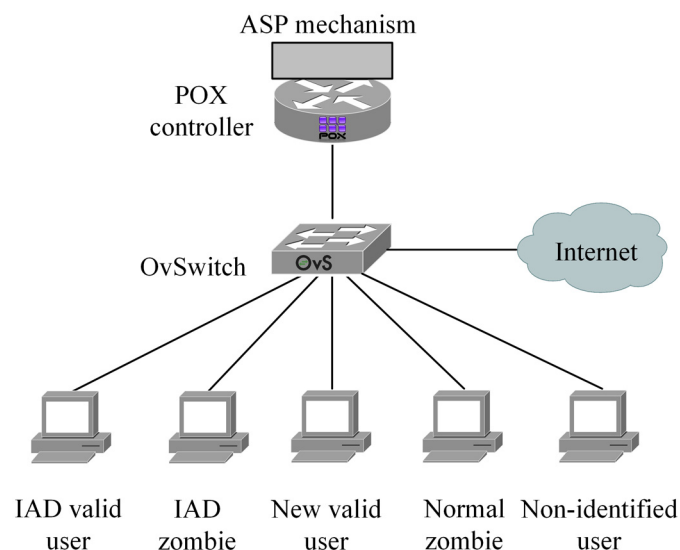 ASP mechanism
POX
controller
POX
OvSwitch
OvS
Internet
IAD valid
user
IAD
zombie
New valid
user
Normal
zombie
Non-identified
user